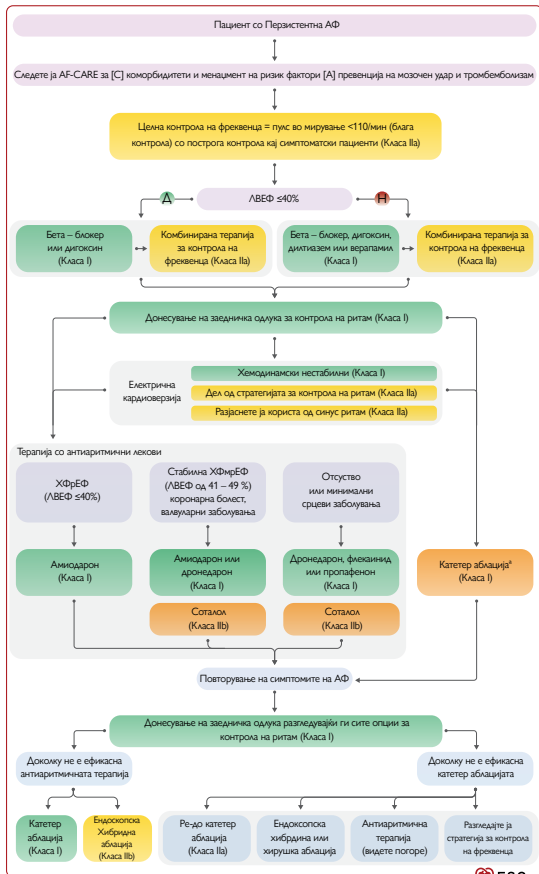 Пациент со Перзистентна АФ
Следете ја AF-CARE за [C] коморбидитети и менаџмент на ризик фактори [A] превенција на мозочен удар и тромбемболизам
Целна контрола на фреквенца = пулс во мирување <110/мин (блага
контрола) со построга контрола кај симптоматски пациенти (Класа IIa)
Д
ЛВЕФ ≤40%
Н
Бета – блокер
или дигоксин
(Класа I)
Комбинирана терапија
за контрола на
фреквенца (Класа IIa)
Бета – блокер, дигоксин,
дилтиазем или верапамил
(Класа I)
Комбинирана терапија за
контрола на фреквенца
(Класа IIa)
Донесување на заедничка одлука за контрола на ритам (Класа I)
Електрична
кардиоверзија
Хемодинамски нестабилни (Класа I)
Дел од стратегијата за контрола на ритам (Класа IIa)
Разјаснете ја користа од синус ритам (Класа IIa)
Терапија со антиаритмични лекови
ХФрЕФ
(ЛВЕФ ≤40%)
Стабилна ХФмрЕФ
(ЛВЕФ од 41 – 49 %)
коронарна болест,
валвуларни заболувања
Отсуство
или минимални
срцеви заболувања
Амиодарон
(Класа I)
Амиодарон или
дронедарон
(Класа I)
Дронедарон, флекаинид
или пропафенон
(Класа I)
Катетер аблацијаª
(Класа I)
Соталол
(Класа IIb)
Соталол
(Класа IIb)
Повторување на симптомите на АФ
Донесување на заедничка одлука разгледувајќи ги сите опции за
контрола на ритам (Класа I)
Доколку не е ефикасна
антиаритмичната терапија
Доколку не е ефикасна
катетер аблацијата
Катетер
аблација
(Класа I)
Ендоскопска
Хибридна
аблација
(Класа IIb)
Ре-до катетер
аблација
(Класа IIa)
Ендоксопска
хибрдина или
хирушка аблација
Антиаритмична
терапија
(видете погоре)
Разгледајте ја
стратегија за контрола
на фреквенца